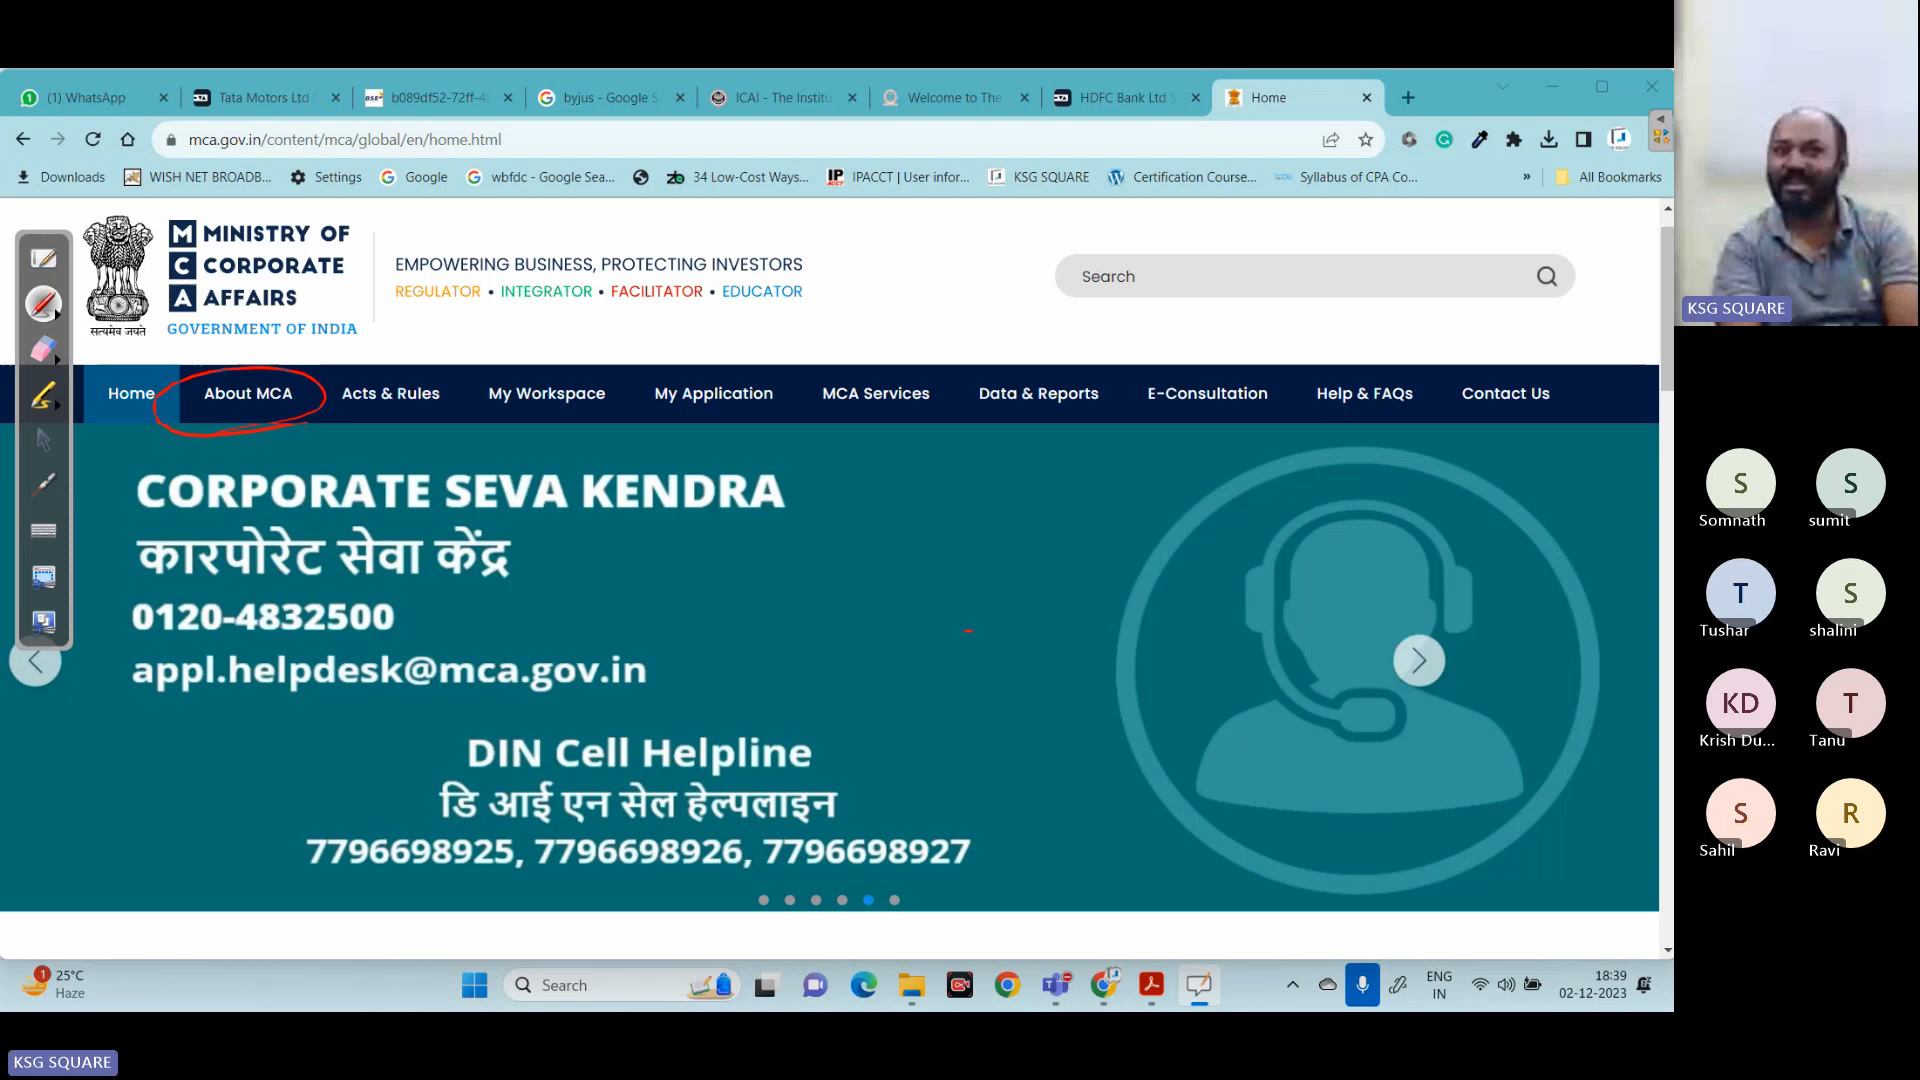 (1) WhatsApp
Tata Motors Ltd
BSE b089df52-72ff-4
byjus - Google S
ICAI - The Institu
Welcome to The
HDFC Bank Ltd S
Home
mca.gov.in/content/mca/global/en/home.html
Downloads
WISH NET BROADB...
Settings
Google
wbfdc - Google Sea...
34 Low-Cost Ways...
IPACCT | User infor...
KSG SQUARE
Certification Course...
Syllabus of CPA Co...
»
All Bookmarks
MINISTRY OF
CORPORATE
AFFAIRS
GOVERNMENT OF INDIA
सत्यमेव जयते
EMPOWERING BUSINESS, PROTECTING INVESTORS
REGULATOR • INTEGRATOR • FACILITATOR • EDUCATOR
Search
Home
About MCA
Acts & Rules
My Workspace
My Application
MCA Services
Data & Reports
E-Consultation
Help & FAQs
Contact Us
CORPORATE SEVA KENDRA
कारपोरेट सेवा केंद्र
0120-4832500
appl.helpdesk@mca.gov.in
DIN Cell Helpline
डि आई एन सेल हेल्पलाइन
7796698925, 7796698926, 7796698927
1
25°C
Haze
Search
ENG
IN
18:39
02-12-2023
KSG SQUARE
S
Somnath
S
sumit
T
Tushar
S
shalini
KD
Krish Du...
T
Tanu
S
Sahil
R
Ravi
KSG SQUARE